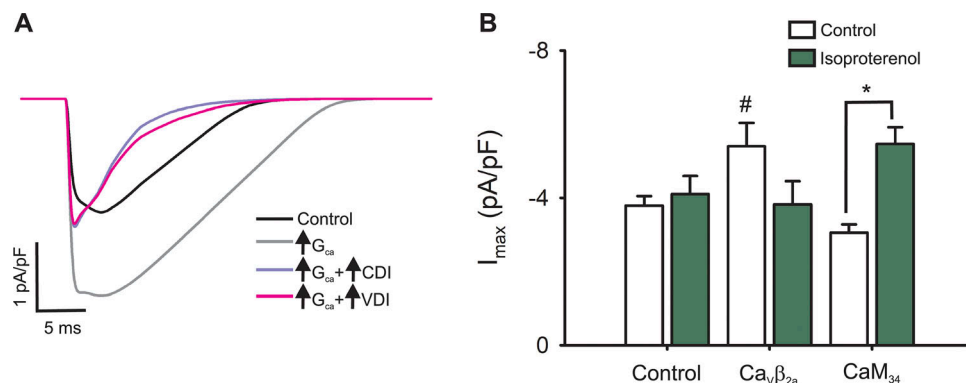 A
Control
↑Gca
↑Gca+↑CDI
↑Gca+↑VDI
1 pA/pF
5 ms
B
Control
Isoproterenol
-8
-4
0
Imax (pA/pF)
#
*
Control
CaVβ2a
CaM34